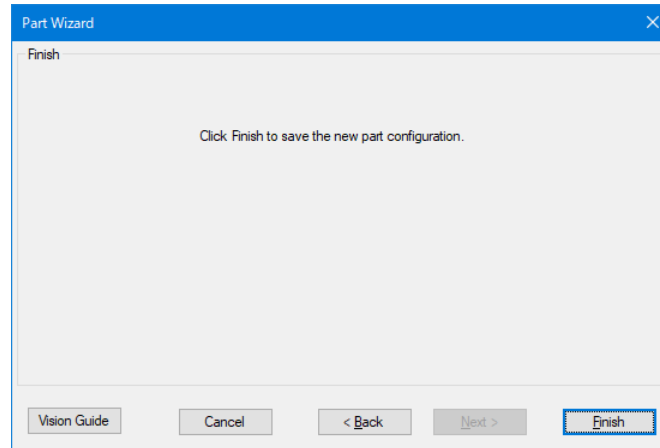 Part Wizard
Finish
Click Finish to save the new part configuration.
Vision Guide
Cancel
< Back
Next >
Finish